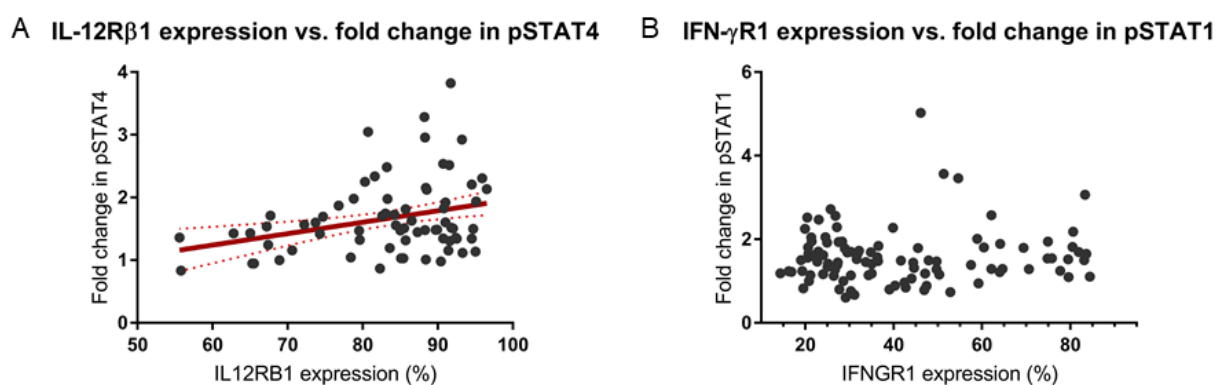 A IL-12Rβ1 expression vs. fold change in pSTAT4
Fold change in pSTAT4
4
3
2
1
0
50 60 70 80 90 100
IL12RB1 expression (%)
B IFN-γR1 expression vs. fold change in pSTAT1
Fold change in pSTAT1
6
4
2
0
20 40 60 80
IFNGR1 expression (%)